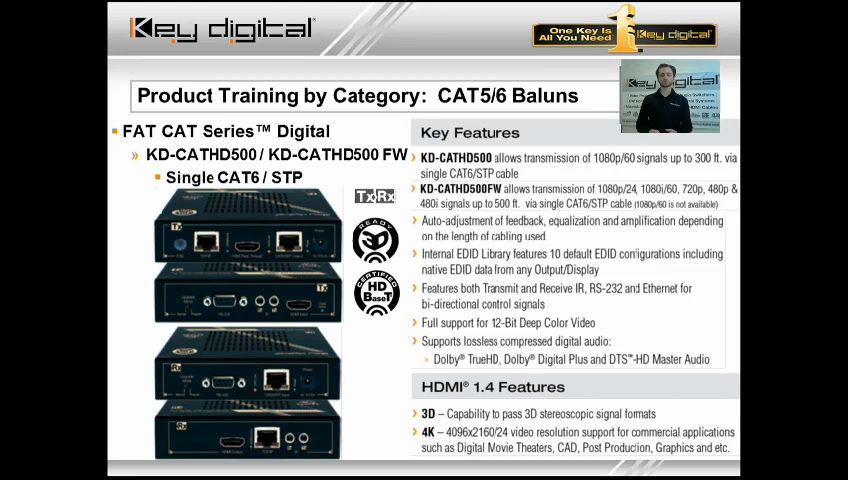 Key digital®
One Key Is
All You Need
1
Key digital
Product Training by Category: CAT5/6 Baluns
Key digital
FAT CAT Series™ Digital
» KD-CATHD500 / KD-CATHD500 FW
Single CAT6 / STP
Tx Rx
READY
3D
CERTIFIED
HD
BaseT
Tx
Tx
Rx
Rx
Key Features
KD-CATHD500 allows transmission of 1080p/60 signals up to 300 ft. via
single CAT6/STP cable
KD-CATHD500FW allows transmission of 1080p/24, 1080i/60, 720p, 480p &
480i signals up to 500 ft. via single CAT6/STP cable (1080p/60 is not available)
Auto-adjustment of feedback, equalization and amplification depending
on the length of cabling used
Internal EDID Library features 10 default EDID configurations including
native EDID data from any Output/Display
Features both Transmit and Receive IR, RS-232 and Ethernet for
bi-directional control signals
Full support for 12-Bit Deep Color Video
Supports lossless compressed digital audio:
Dolby® TrueHD, Dolby® Digital Plus and DTS™-HD Master Audio
HDMI® 1.4 Features
3D – Capability to pass 3D stereoscopic signal formats
4K – 4096x2160/24 video resolution support for commercial applications
such as Digital Movie Theaters, CAD, Post Production, Graphics and etc.